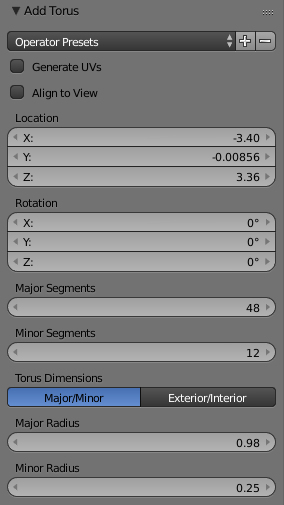 Add Torus
Operator Presets
Generate UVs
Align to View
Location
X: -3.40
Y: -0.00856
Z: 3.36
Rotation
X: 0°
Y: 0°
Z: 0°
Major Segments
48
Minor Segments
12
Torus Dimensions
Major/Minor Exterior/Interior
Major Radius
0.98
Minor Radius
0.25